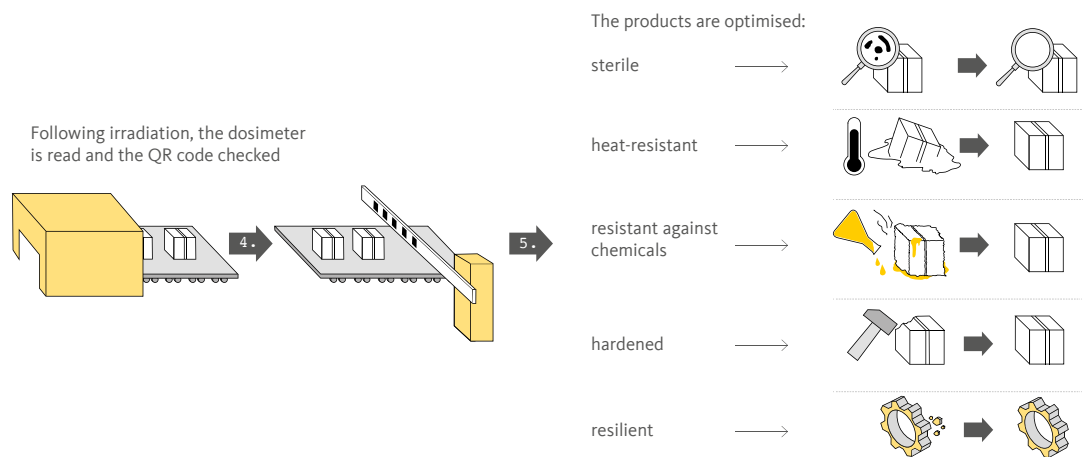 The products are optimised:
sterile
Following irradiation, the dosimeter
is read and the QR code checked
heat-resistant
4.
5.
resistant against
chemicals
hardened
resilient